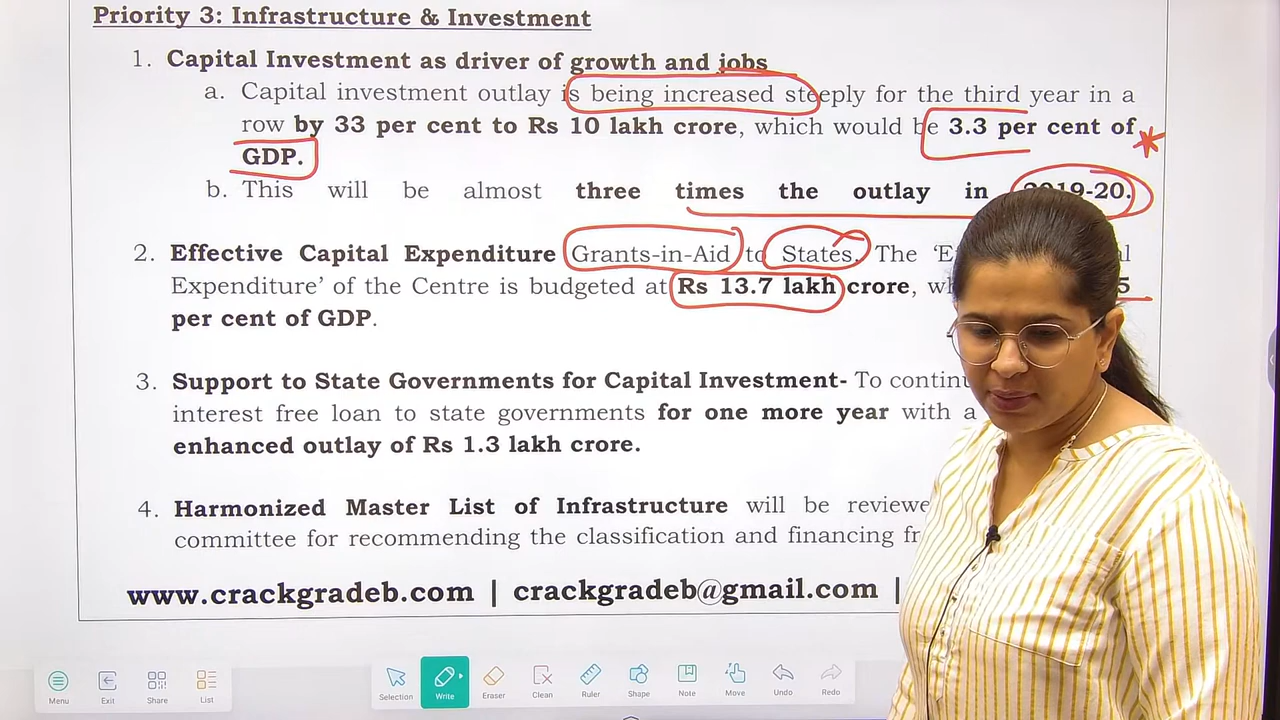 Priority 3: Infrastructure & Investment
1. Capital Investment as driver of growth and jobs
a. Capital investment outlay is being increased steeply for the third year in a
row by 33 per cent to Rs 10 lakh crore, which would be 3.3 per cent of
GDP.
b. This will be almost three times the outlay in 2019-20.
2. Effective Capital Expenditure Grants-in-Aid to States. The
Expenditure' of the Centre is budgeted at Rs 13.7 lakh crore,
per cent of GDP.
3. Support to State Governments for Capital Investment- To
interest free loan to state governments for one more year with a
enhanced outlay of Rs 1.3 lakh crore.
4. Harmonized Master List of Infrastructure will be
committee for recommending the classification and financing
www.crackgradeb.com | crackgradeb@gmail.com |
Menu Exit Share List Selection Write Eraser Clean Ruler Shape Note Move Undo Redo